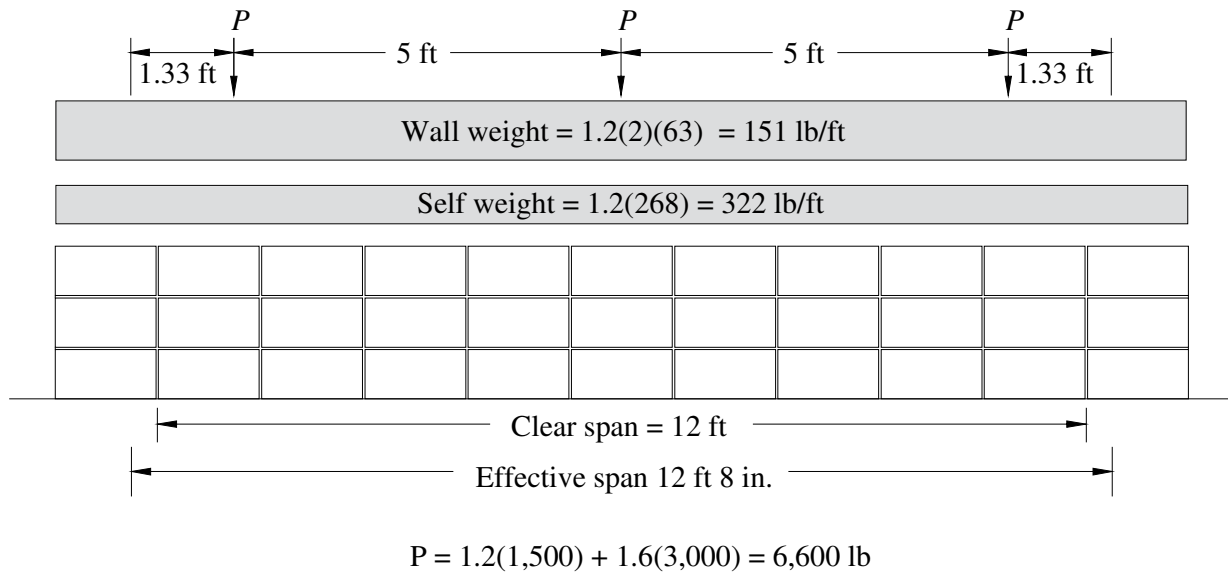 P P P
5 ft 5 ft
1.33 ft 1.33 ft
Wall weight = 1.2(2)(63) = 151 lb/ft
Self weight = 1.2(268) = 322 lb/ft
Clear span = 12 ft
Effective span 12 ft 8 in.
P = 1.2(1,500) + 1.6(3,000) = 6,600 lb